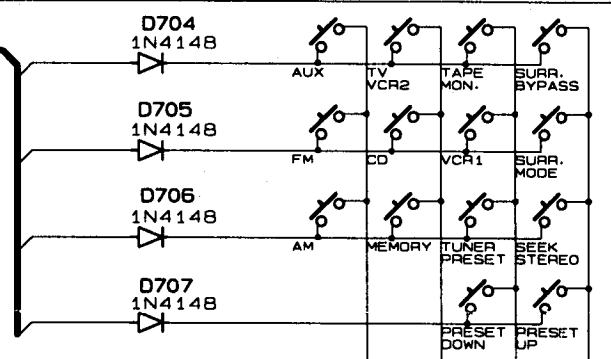 D704
1N4148
AUX
TV
VCR2
TAPE
MON.
SURR.
BYPASS
D705
1N4148
FM
CD
VCR1
SURR.
MODE
D706
1N4148
AM
MEMORY
TUNER
PRESET
SEEK
STEREO
D707
1N4148
PRESET
DOWN
PRESET
UP